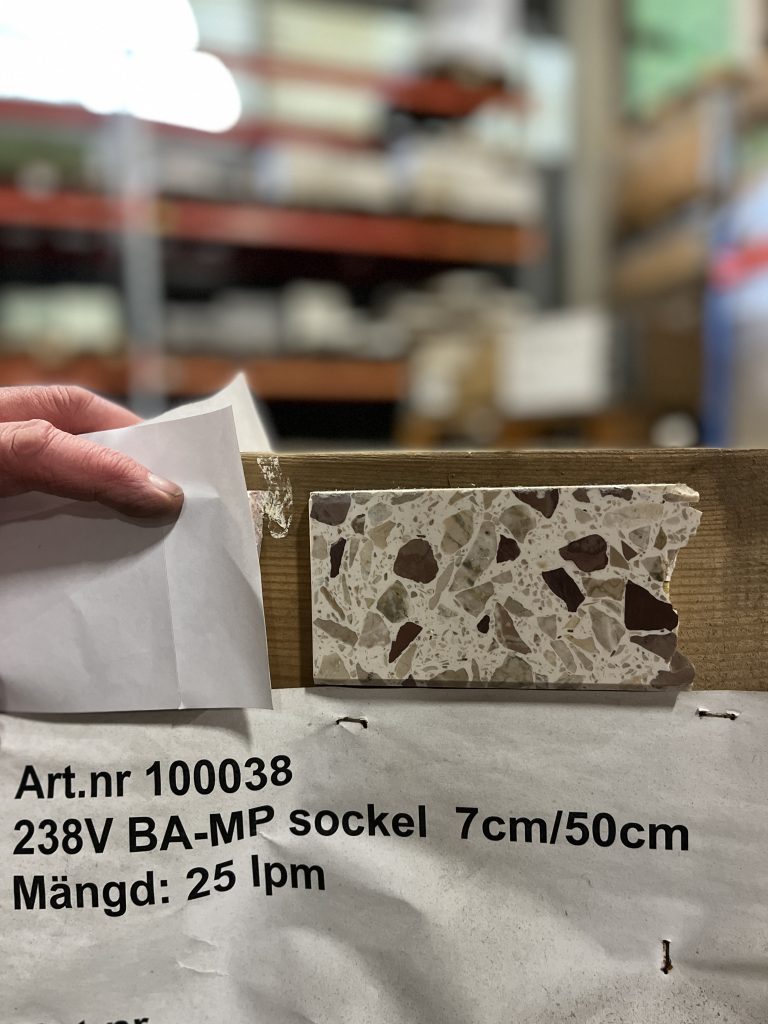 Art.nr 100038
238V BA-MP sockel 7cm/50cm
Mängd: 25 lpm